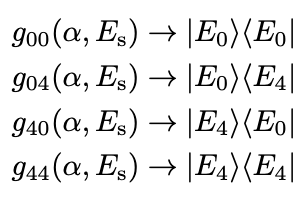 g₀₀(α, Eₛ) → |E₀⟩⟨E₀|
g₀₄(α, Eₛ) → |E₀⟩⟨E₄|
g₄₀(α, Eₛ) → |E₄⟩⟨E₀|
g₄₄(α, Eₛ) → |E₄⟩⟨E₄|